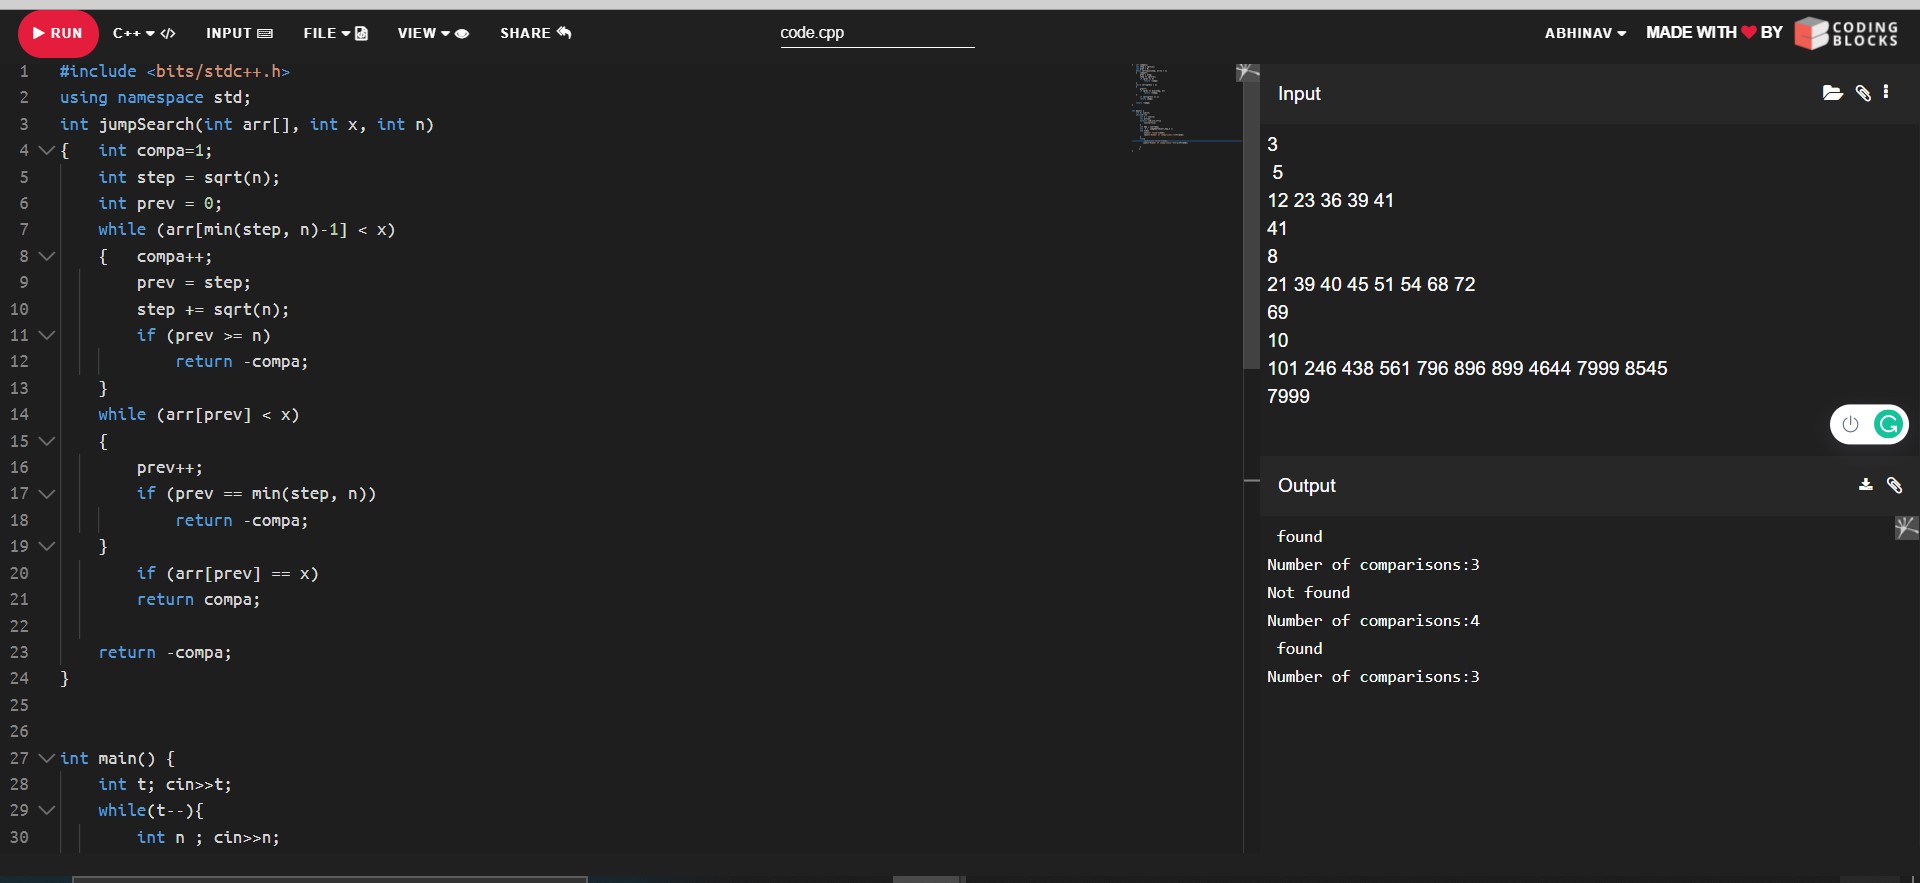 RUN C++ </> INPUT FILE VIEW SHARE code.cpp ABHINAV MADE WITH BY CODING BLOCKS
1 #include <bits/stdc++.h>
2 using namespace std;
3 int jumpSearch(int arr[], int x, int n)
4 { int compa=1;
5 int step = sqrt(n);
6 int prev = 0;
7 while (arr[min(step, n)-1] < x)
8 { compa++;
9 prev = step;
10 step += sqrt(n);
11 if (prev >= n)
12 return -compa;
13 }
14 while (arr[prev] < x)
15 {
16 prev++;
17 if (prev == min(step, n))
18 return -compa;
19 }
20 if (arr[prev] == x)
21 return compa;
22
23 return -compa;
24 }
25
26
27 int main() {
28 int t; cin>>t;
29 while(t--){
30 int n ; cin>>n;
Input
3
5
12 23 36 39 41
41
8
21 39 40 45 51 54 68 72
69
10
101 246 438 561 796 896 899 4644 7999 8545
7999
Output
found
Number of comparisons:3
Not found
Number of comparisons:4
found
Number of comparisons:3